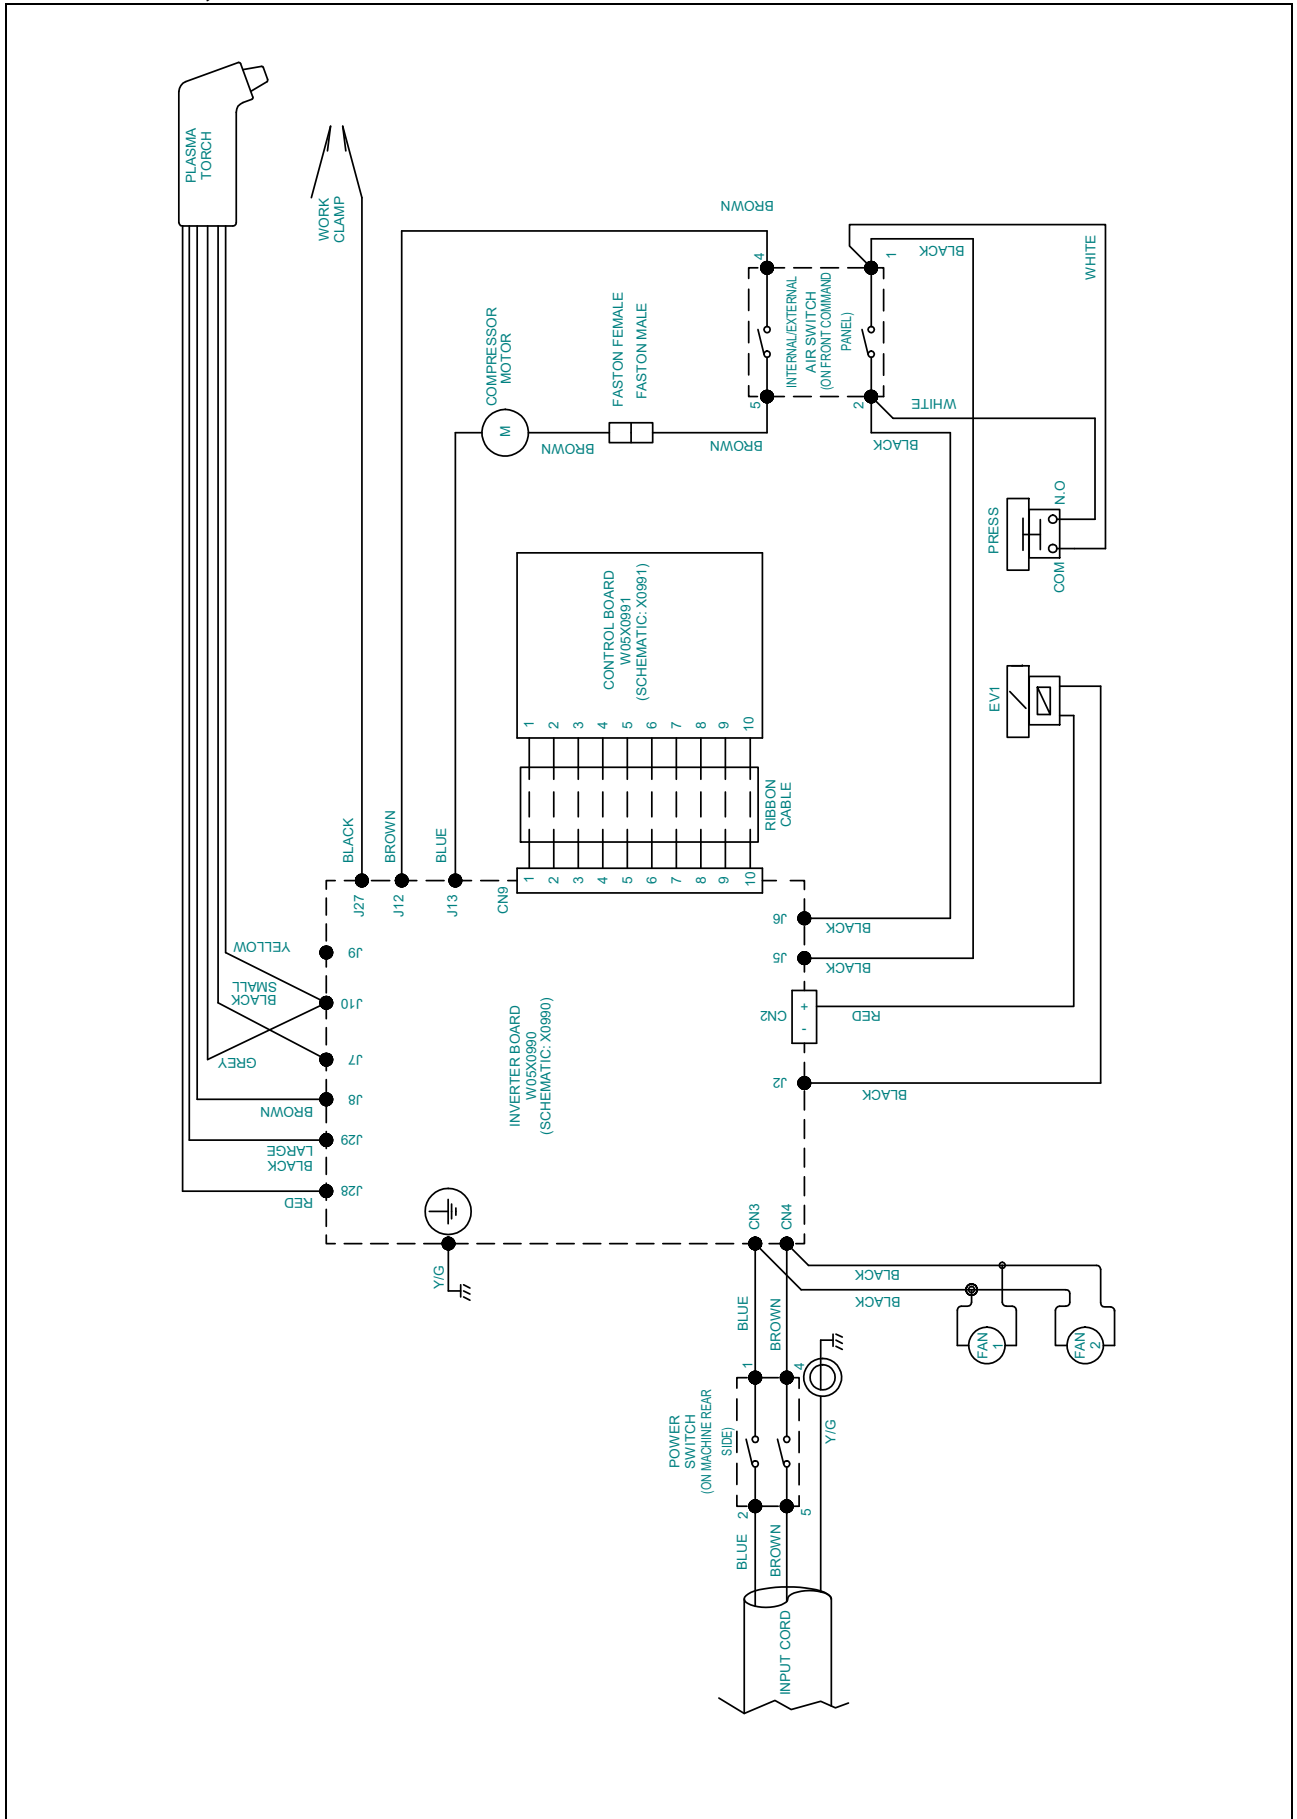 PLASMA
TORCH
WORK
CLAMP
BROWN
4
1
BLACK
WHITE
INTERNAL/EXTERNAL
AIR SWITCH
(ON FRONT COMMAND
PANEL)
5
2
WHITE
BLACK
BROWN
FASTON FEMALE
FASTON MALE
BROWN
COMPRESSOR
MOTOR
M
PRESS
N.O
COM
EV1
CONTROL BOARD
W05X0991
(SCHEMATIC: X0991)
1
2
3
4
5
6
7
8
9
10
RIBBON
CABLE
1
2
3
4
5
6
7
8
9
10
CN9
BLACK
BROWN
BLUE
J27
J12
J13
J9
YELLOW
J10
BLACK
SMALL
J7
GREY
J8
BROWN
J29
BLACK
LARGE
J28
RED
INVERTER BOARD
W05X0990
(SCHEMATIC: X0990)
J6
BLACK
J5
BLACK
CN2
+
-
RED
J2
BLACK
Y/G
CN3
CN4
BLACK
BLACK
BLUE
BROWN
FAN
1
FAN
2
1
4
POWER
SWITCH
(ON MACHINE REAR
SIDE)
Y/G
2
5
BLUE
BROWN
INPUT CORD